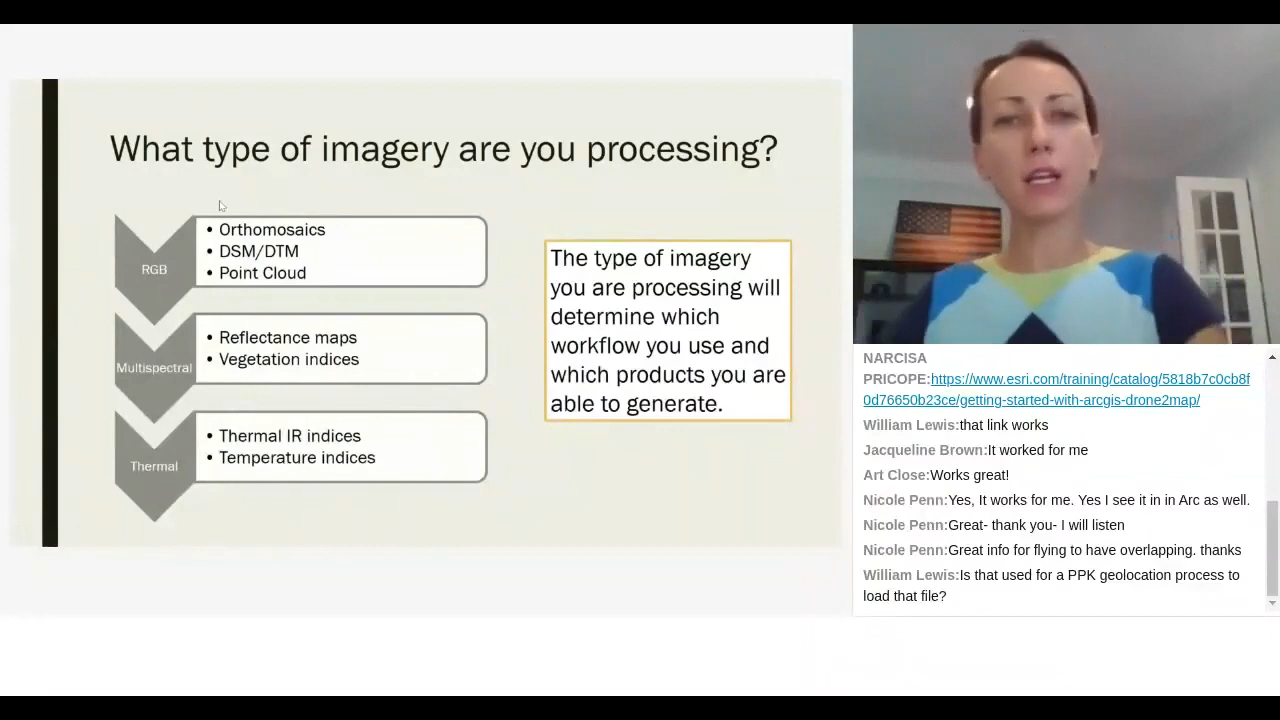 What type of imagery are you processing?
RGB
• Orthomosaics
• DSM/DTM
• Point Cloud
Multispectral
• Reflectance maps
• Vegetation indices
Thermal
• Thermal IR indices
• Temperature indices
The type of imagery
you are processing will
determine which
workflow you use and
which products you are
able to generate.
NARCISA
PRICOPE:https://www.esri.com/training/catalog/5818b7c0cb8f
0d76650b23ce/getting-started-with-arcgis-drone2map/
William Lewis:that link works
Jacqueline Brown:It worked for me
Art Close:Works great!
Nicole Penn:Yes, It works for me. Yes I see it in in Arc as well.
Nicole Penn:Great- thank you- I will listen
Nicole Penn:Great info for flying to have overlapping. thanks
William Lewis:Is that used for a PPK geolocation process to
load that file?